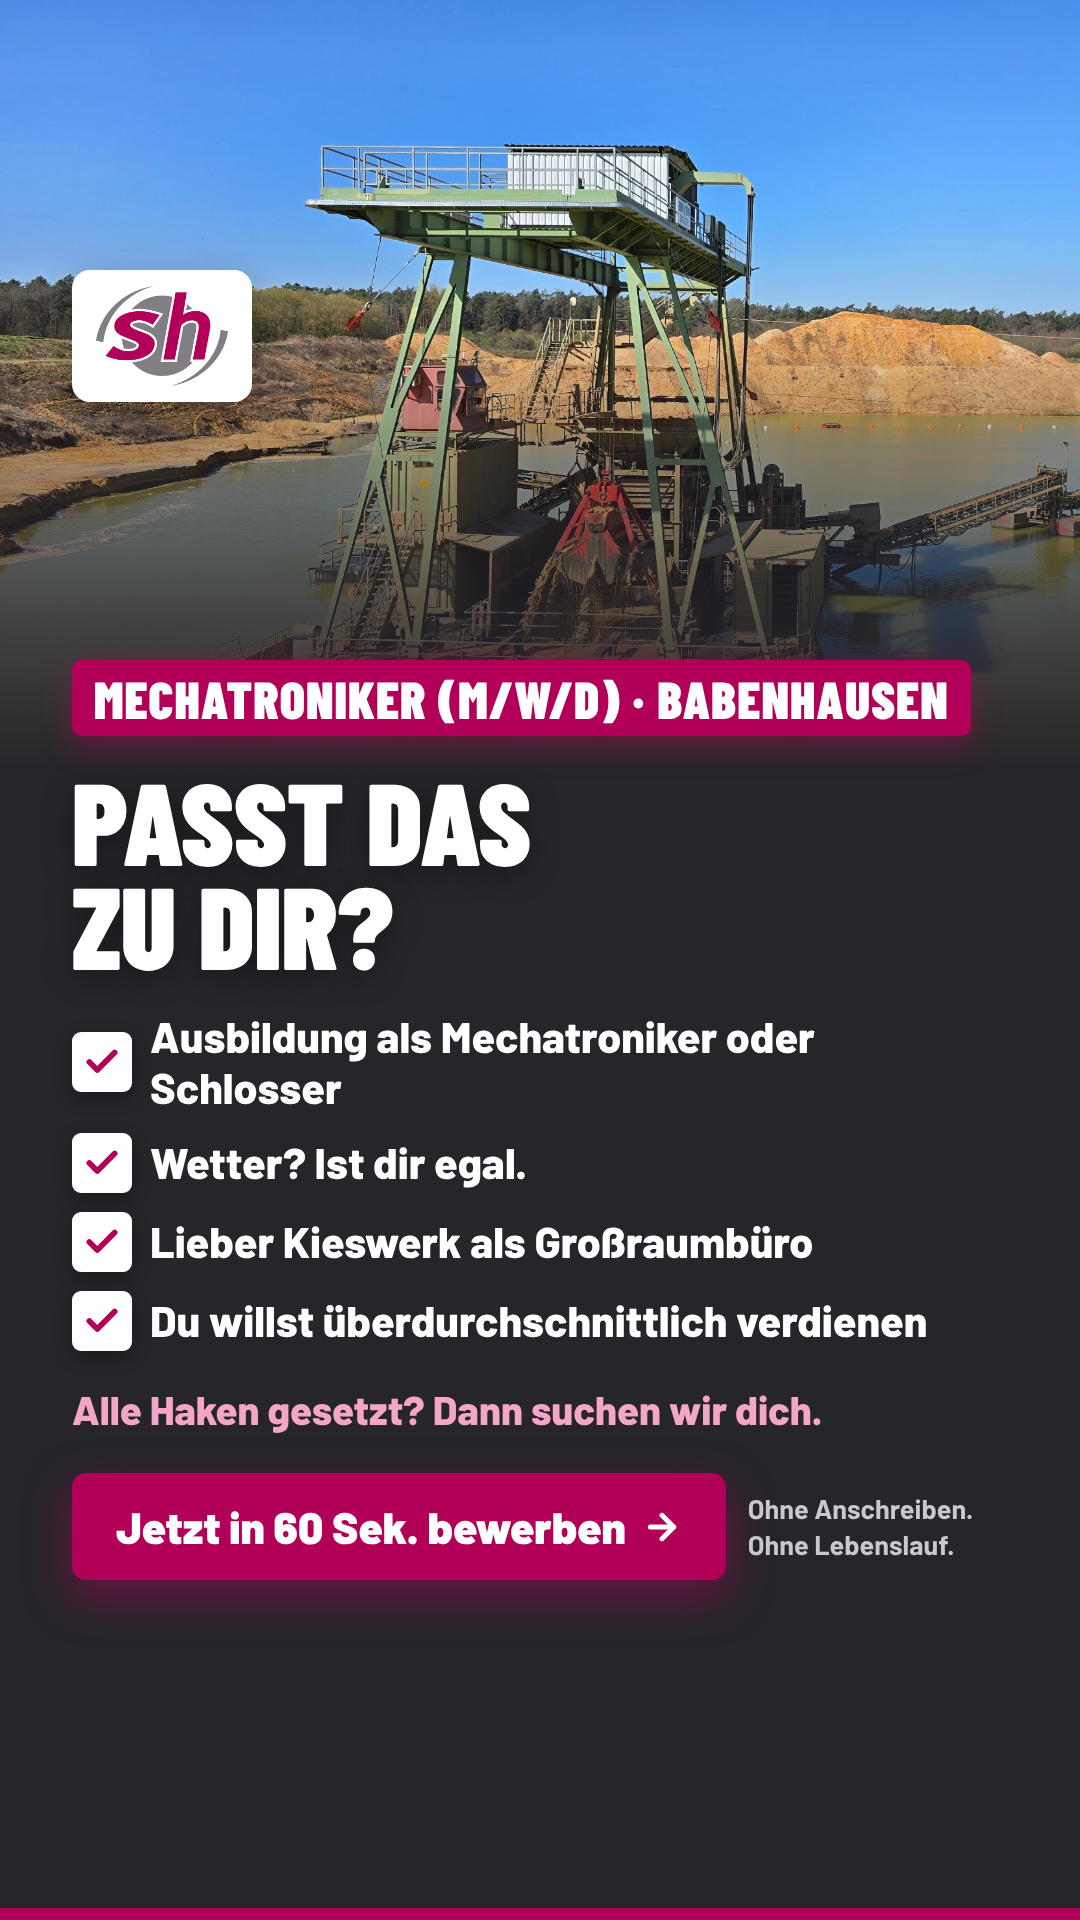 sh
MECHATRONIKER (M/W/D) · BABENHAUSEN
PASST DAS
ZU DIR?
Ausbildung als Mechatroniker oder
Schlosser
Wetter? Ist dir egal.
Lieber Kieswerk als Großraumbüro
Du willst überdurchschnittlich verdienen
Alle Haken gesetzt? Dann suchen wir dich.
Jetzt in 60 Sek. bewerben →
Ohne Anschreiben.
Ohne Lebenslauf.